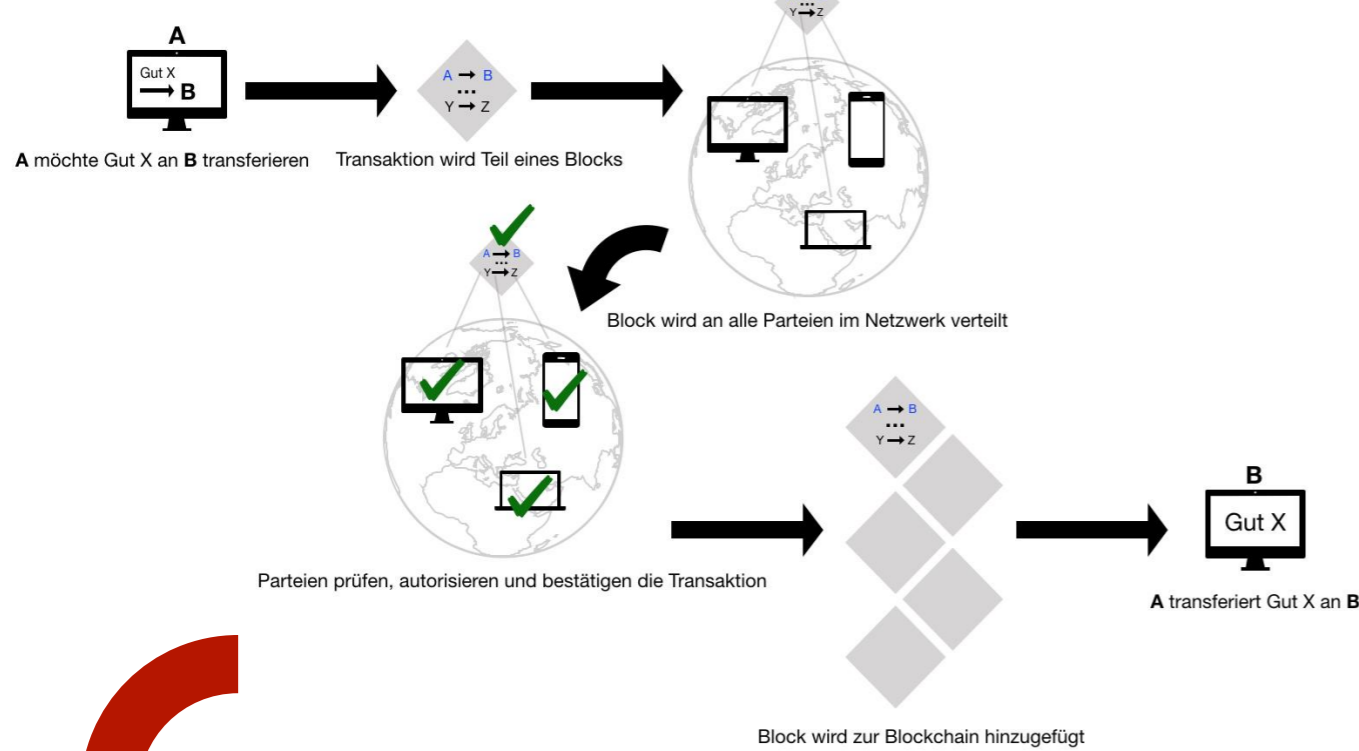 A
Gut X
→ B
A möchte Gut X an B transferieren
A → B
...
Y → Z
Transaktion wird Teil eines Blocks
...
Y → Z
Block wird an alle Parteien im Netzwerk verteilt
A → B
...
Y → Z
Parteien prüfen, autorisieren und bestätigen die Transaktion
A → B
...
Y → Z
Block wird zur Blockchain hinzugefügt
B
Gut X
A transferiert Gut X an B